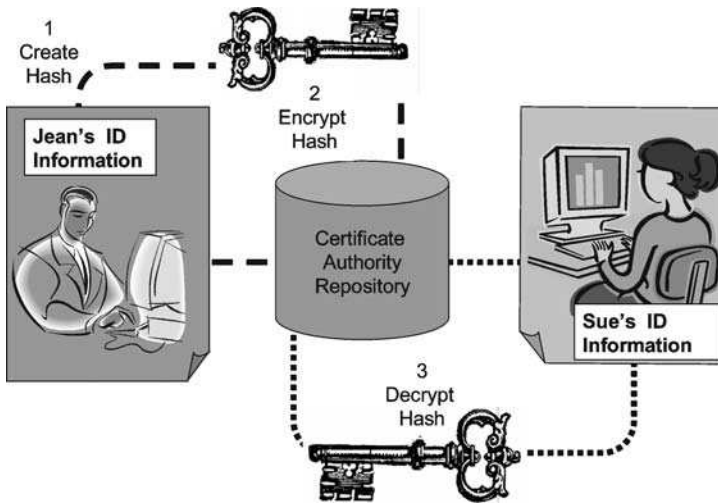 1
Create
Hash
2
Encrypt
Hash
Jean's ID
Information
Certificate
Authority
Repository
Sue's ID
Information
3
Decrypt
Hash